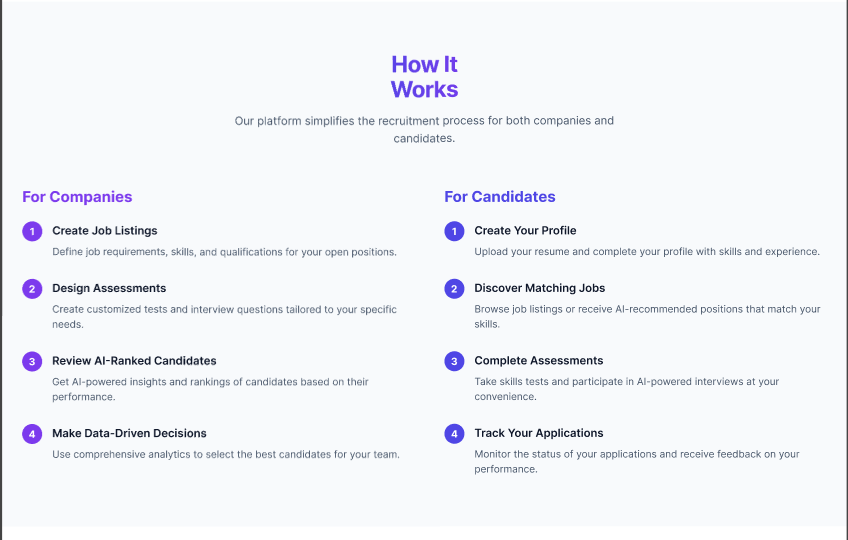 How It
Works
Our platform simplifies the recruitment process for both companies and
candidates.
For Companies
1 Create Job Listings
Define job requirements, skills, and qualifications for your open positions.
2 Design Assessments
Create customized tests and interview questions tailored to your specific
needs.
3 Review AI-Ranked Candidates
Get AI-powered insights and rankings of candidates based on their
performance.
4 Make Data-Driven Decisions
Use comprehensive analytics to select the best candidates for your team.
For Candidates
1 Create Your Profile
Upload your resume and complete your profile with skills and experience.
2 Discover Matching Jobs
Browse job listings or receive AI-recommended positions that match your
skills.
3 Complete Assessments
Take skills tests and participate in AI-powered interviews at your
convenience.
4 Track Your Applications
Monitor the status of your applications and receive feedback on your
performance.